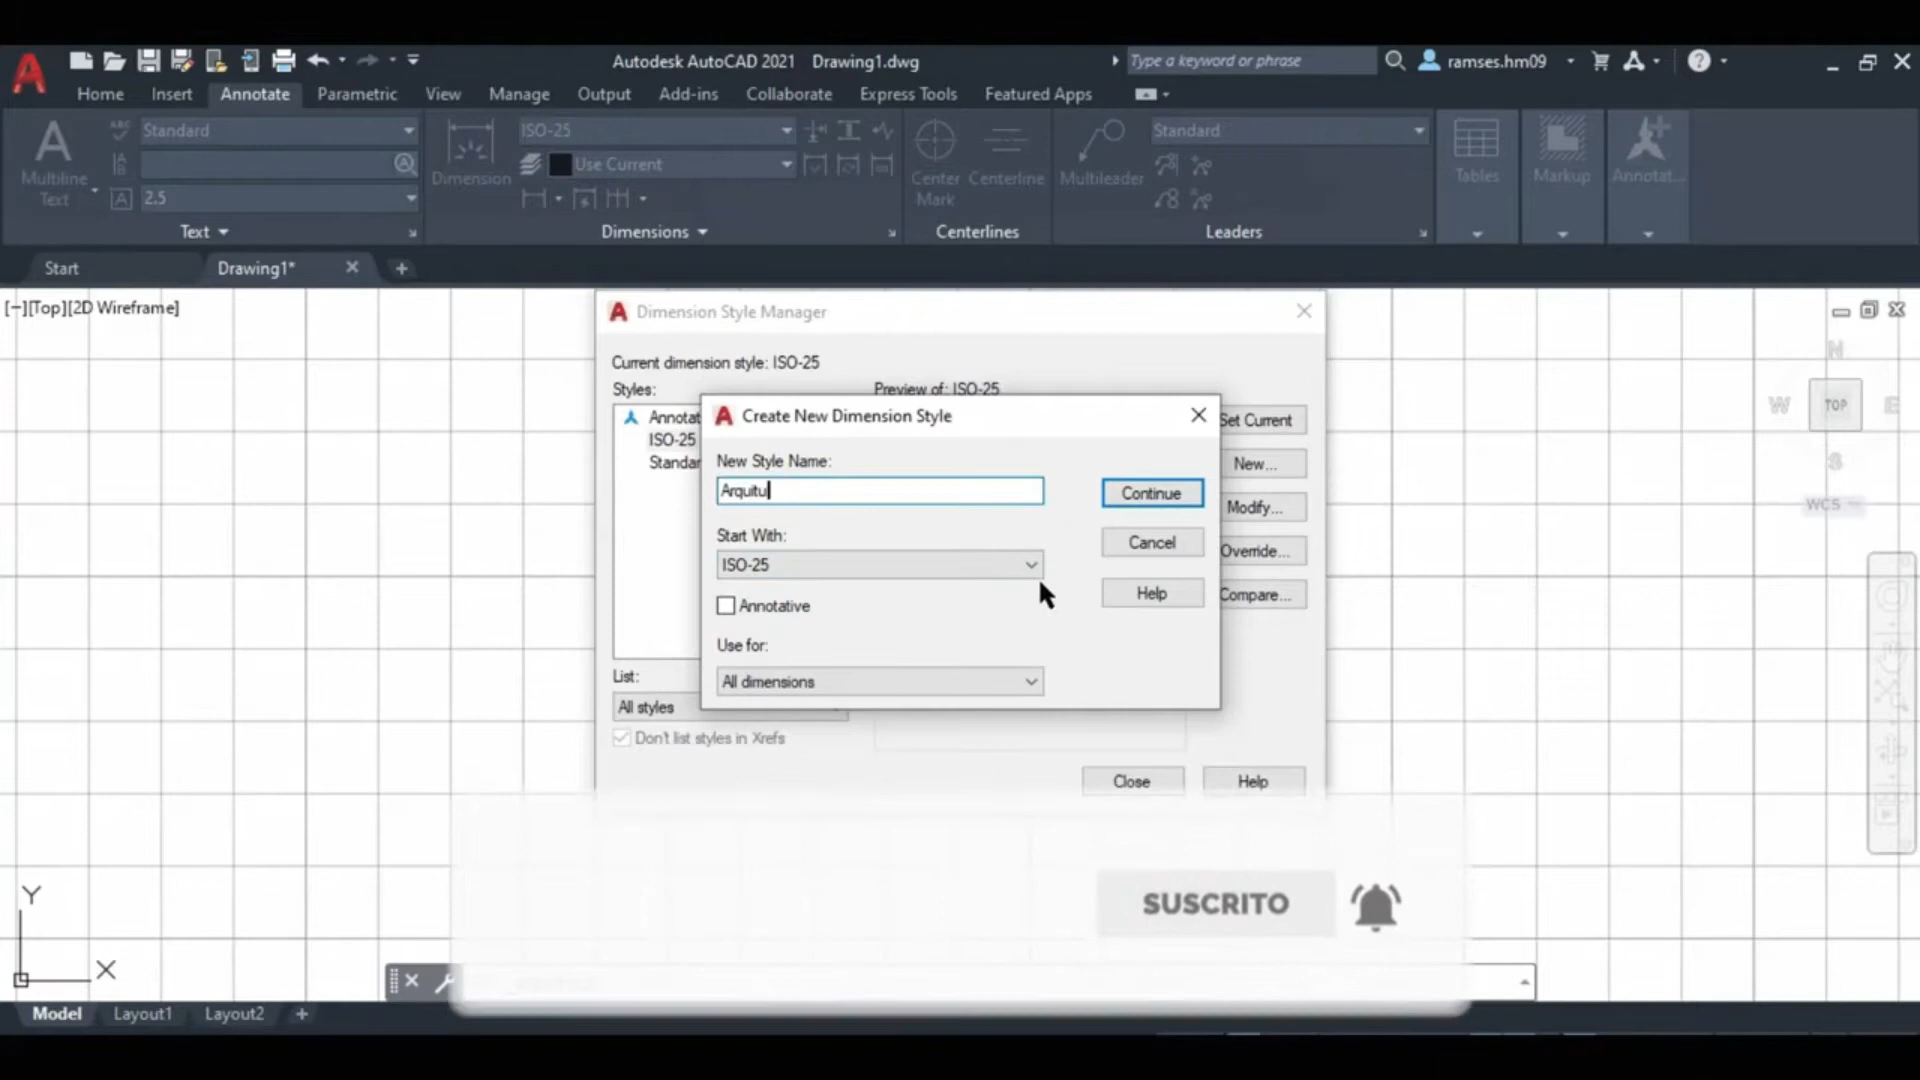 Autodesk AutoCAD 2021 Drawing1.dwg
Type a keyword or phrase
ramses.hm09
Home Insert Annotate Parametric View Manage Output Add-ins Collaborate Express Tools Featured Apps
A Multiline Text
ABC
Standard
2.5
Dimension
ISO-25
Use Current
Center Mark
Centerline
Multileader
Standard
Tables
Markup
Annotat...
Text
Dimensions
Centerlines
Leaders
Start
Drawing1*
[−][Top][2D Wireframe]
Dimension Style Manager
Current dimension style: ISO-25
Styles:
Preview of: ISO-25
Annotat
ISO-25
Standar
Set Current
New...
Modify...
Override...
Compare...
Create New Dimension Style
New Style Name:
Arquitu
Continue
Start With:
ISO-25
Cancel
Annotative
Help
Use for:
All dimensions
List:
All styles
Don't list styles in Xrefs
Close
Help
N
W
TOP
E
S
WCS
SUSCRITO
Y
X
Model
Layout1
Layout2